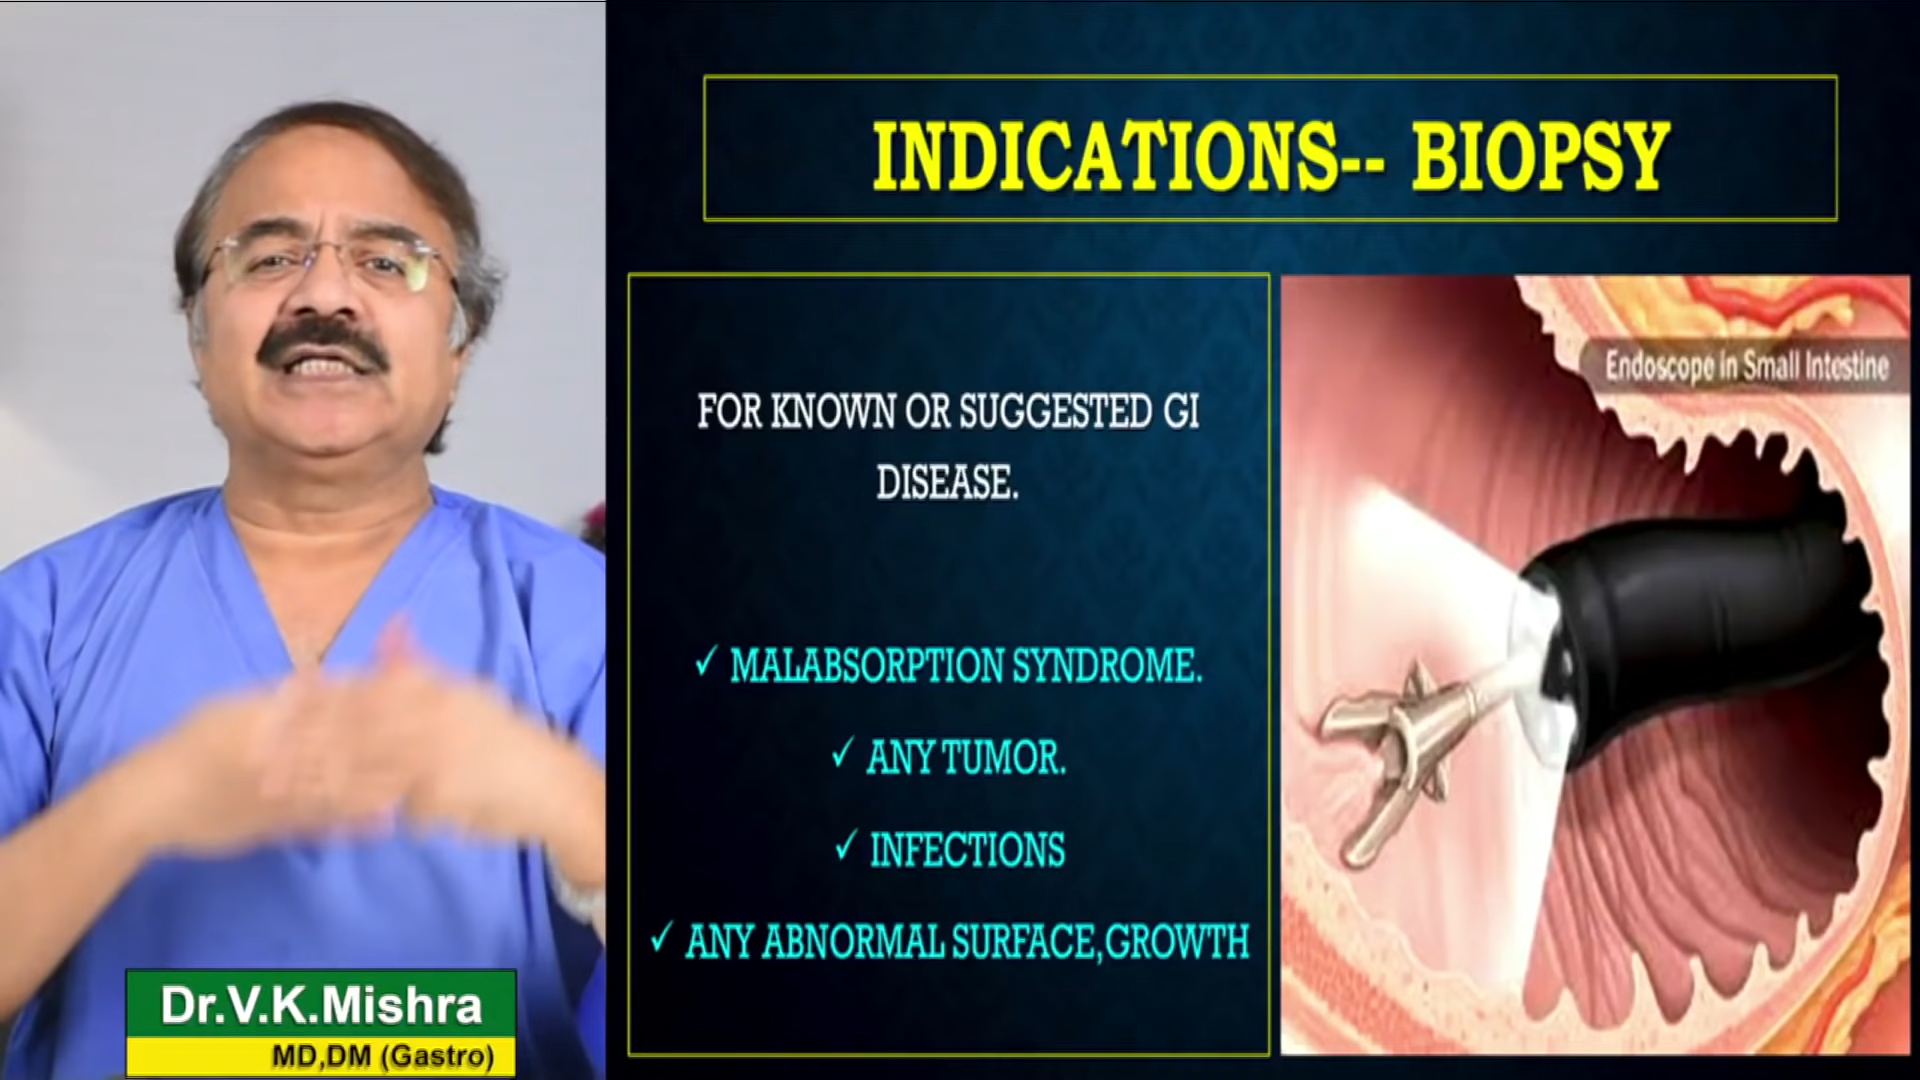 INDICATIONS-- BIOPSY
FOR KNOWN OR SUGGESTED GI
DISEASE.
✓ MALABSORPTION SYNDROME.
✓ ANY TUMOR.
✓ INFECTIONS
✓ ANY ABNORMAL SURFACE,GROWTH
Endoscope in Small Intestine
Dr.V.K.Mishra
MD,DM (Gastro)